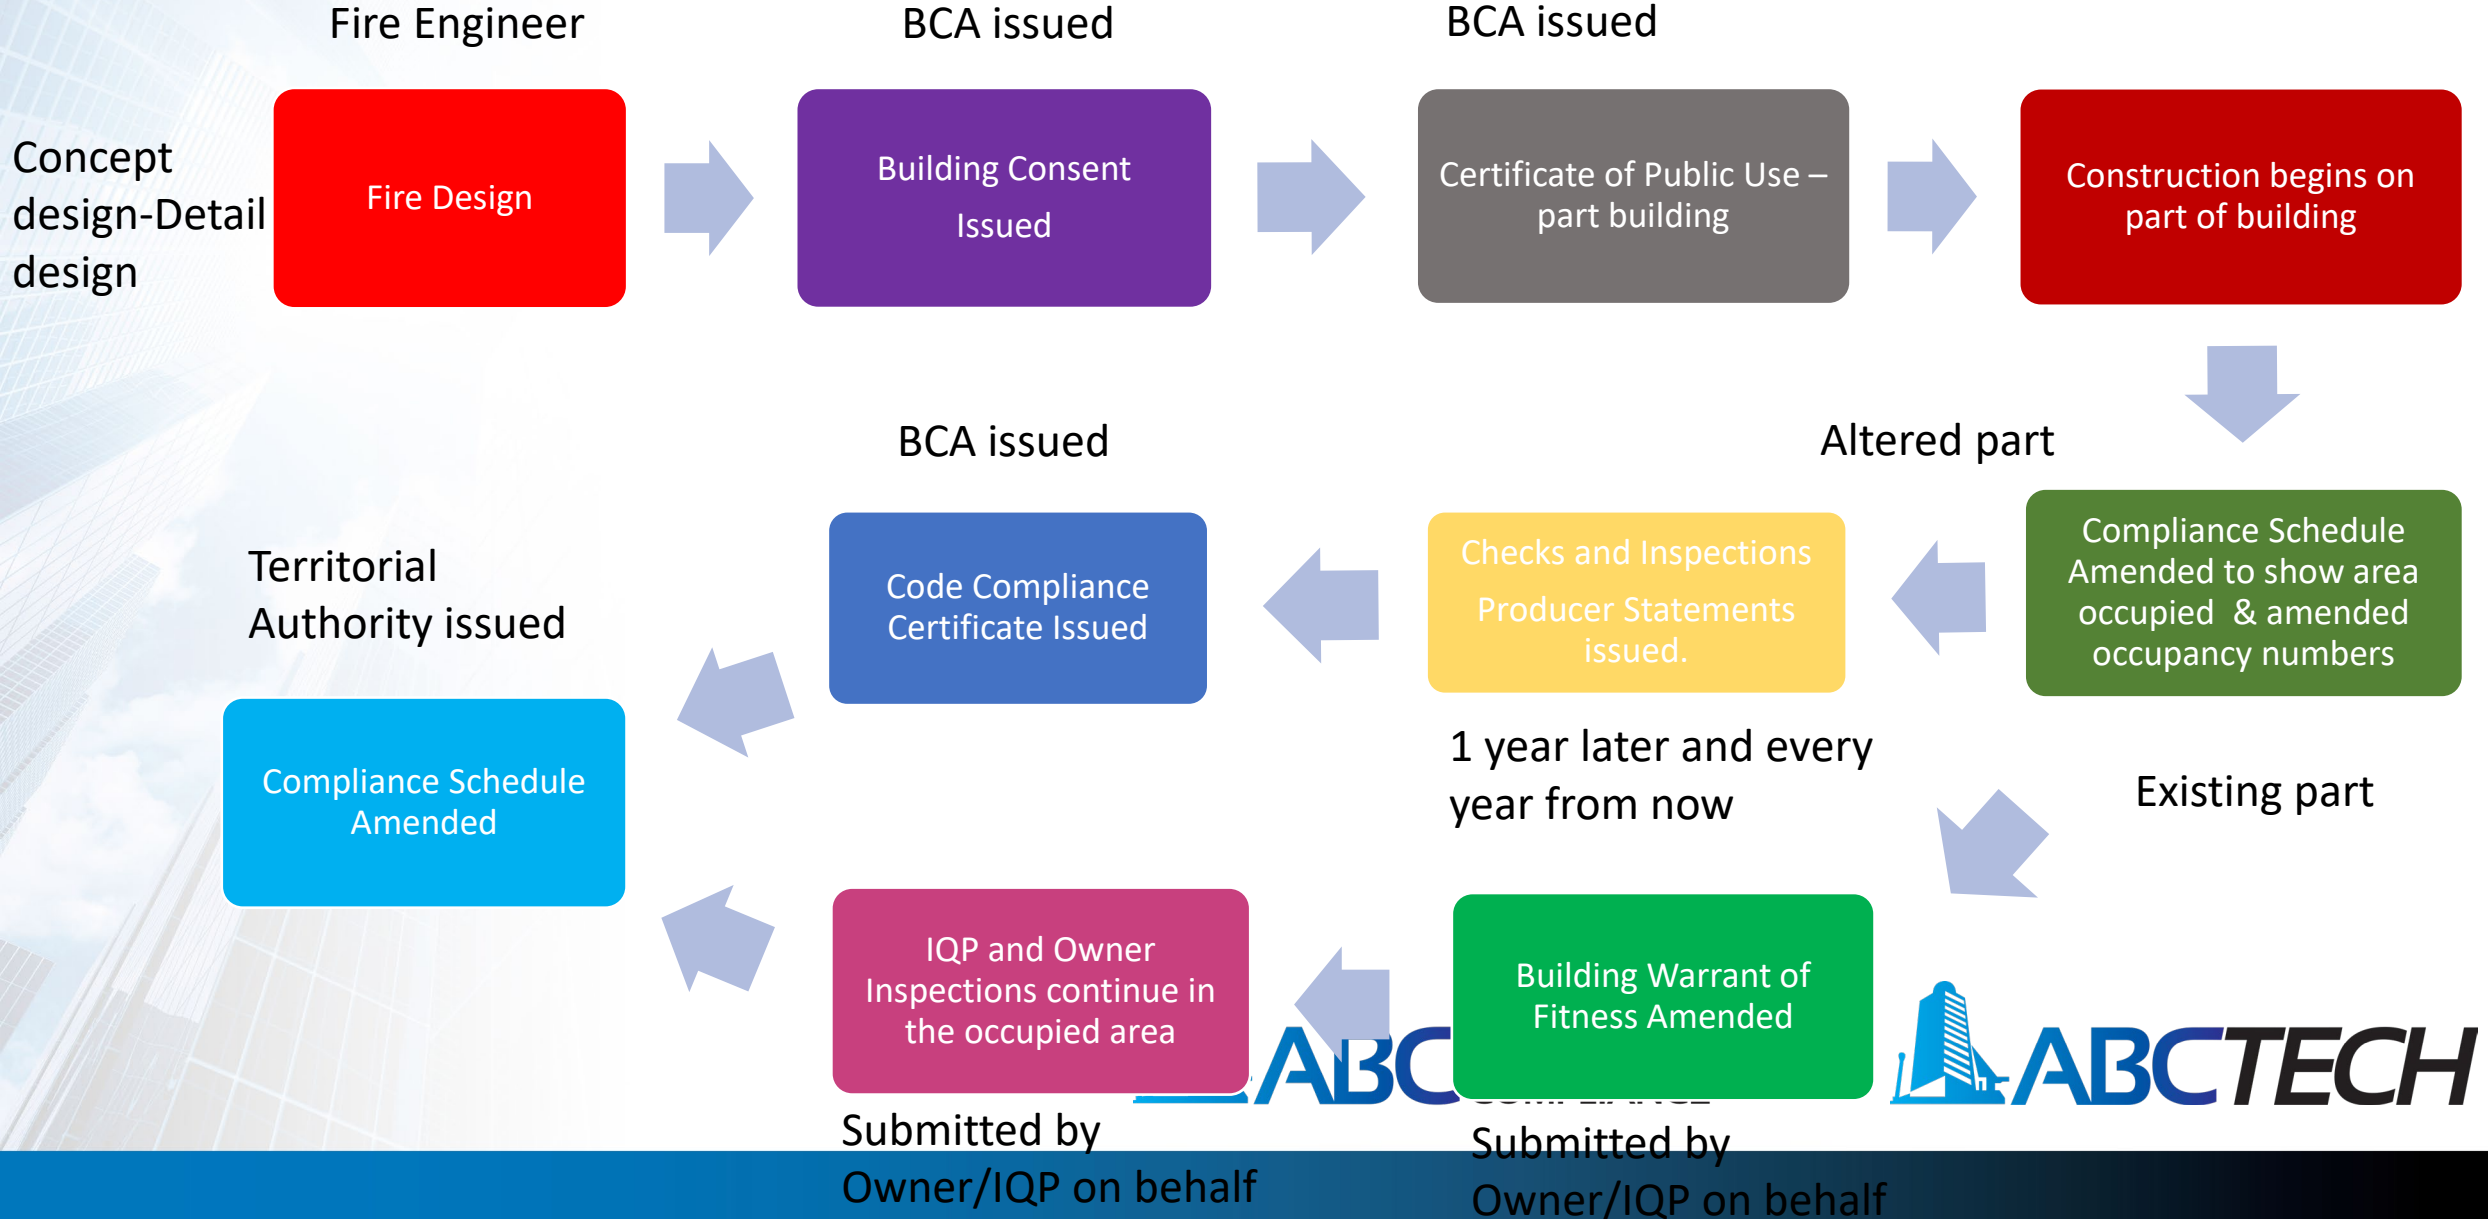 Fire Engineer
BCA issued
BCA issued
Concept
design-Detail
design
Fire Design
Building Consent
Issued
Certificate of Public Use –
part building
Construction begins on
part of building
BCA issued
Altered part
Territorial
Authority issued
Code Compliance
Certificate Issued
Checks and Inspections
Producer Statements
issued.
Compliance Schedule
Amended to show area
occupied & amended
occupancy numbers
Compliance Schedule
Amended
1 year later and every
year from now
Existing part
IQP and Owner
Inspections continue in
the occupied area
Building Warrant of
Fitness Amended
ABC
COMPLIANCE
ABCTECH
Submitted by
Owner/IQP on behalf
Submitted by
Owner/IQP on behalf